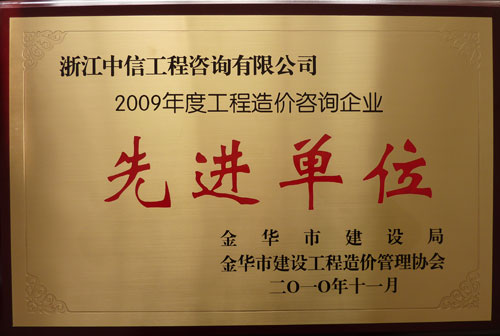 浙江中信工程咨询有限公司
2009年度工程造价咨询企业
先进单位
金华市建设局
金华市建设工程造价管理协会
二〇一〇年十一月